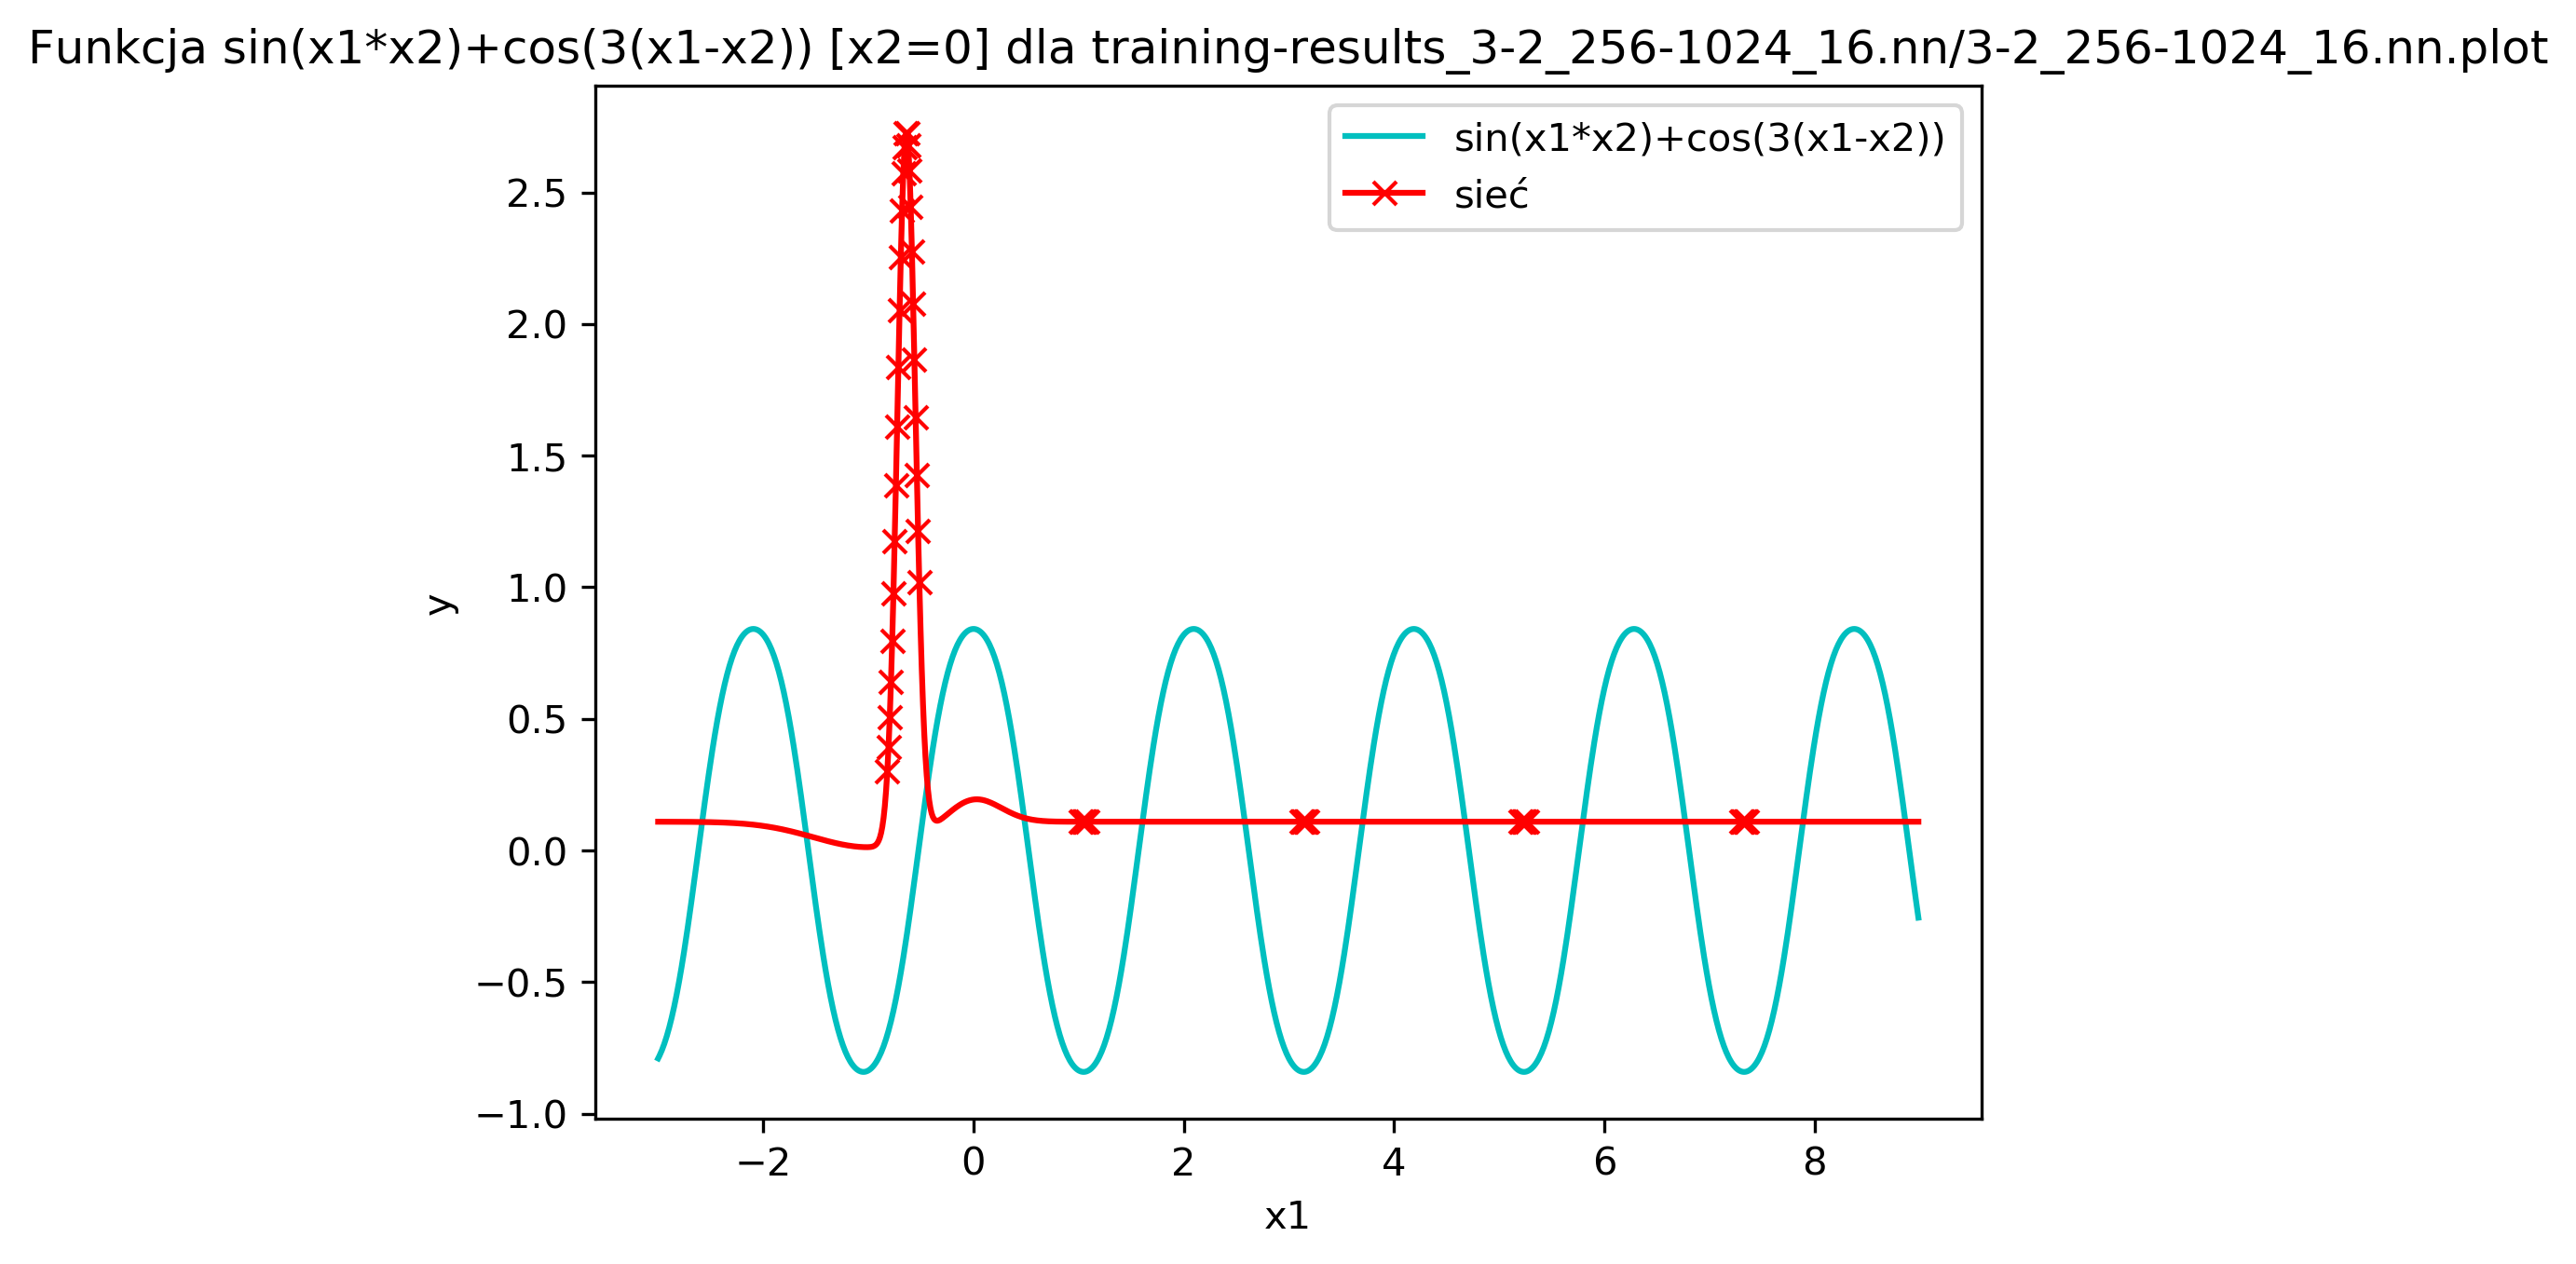 Funkcja sin(x1*x2)+cos(3(x1-x2)) [x2=0] dla training-results_3-2_256-1024_16.nn/3-2_256-1024_16.nn.plot
sin(x1*x2)+cos(3(x1-x2))
sieć
2.5
2.0
1.5
1.0
0.5
0.0
−0.5
−1.0
y
−2 0 2 4 6 8
x1